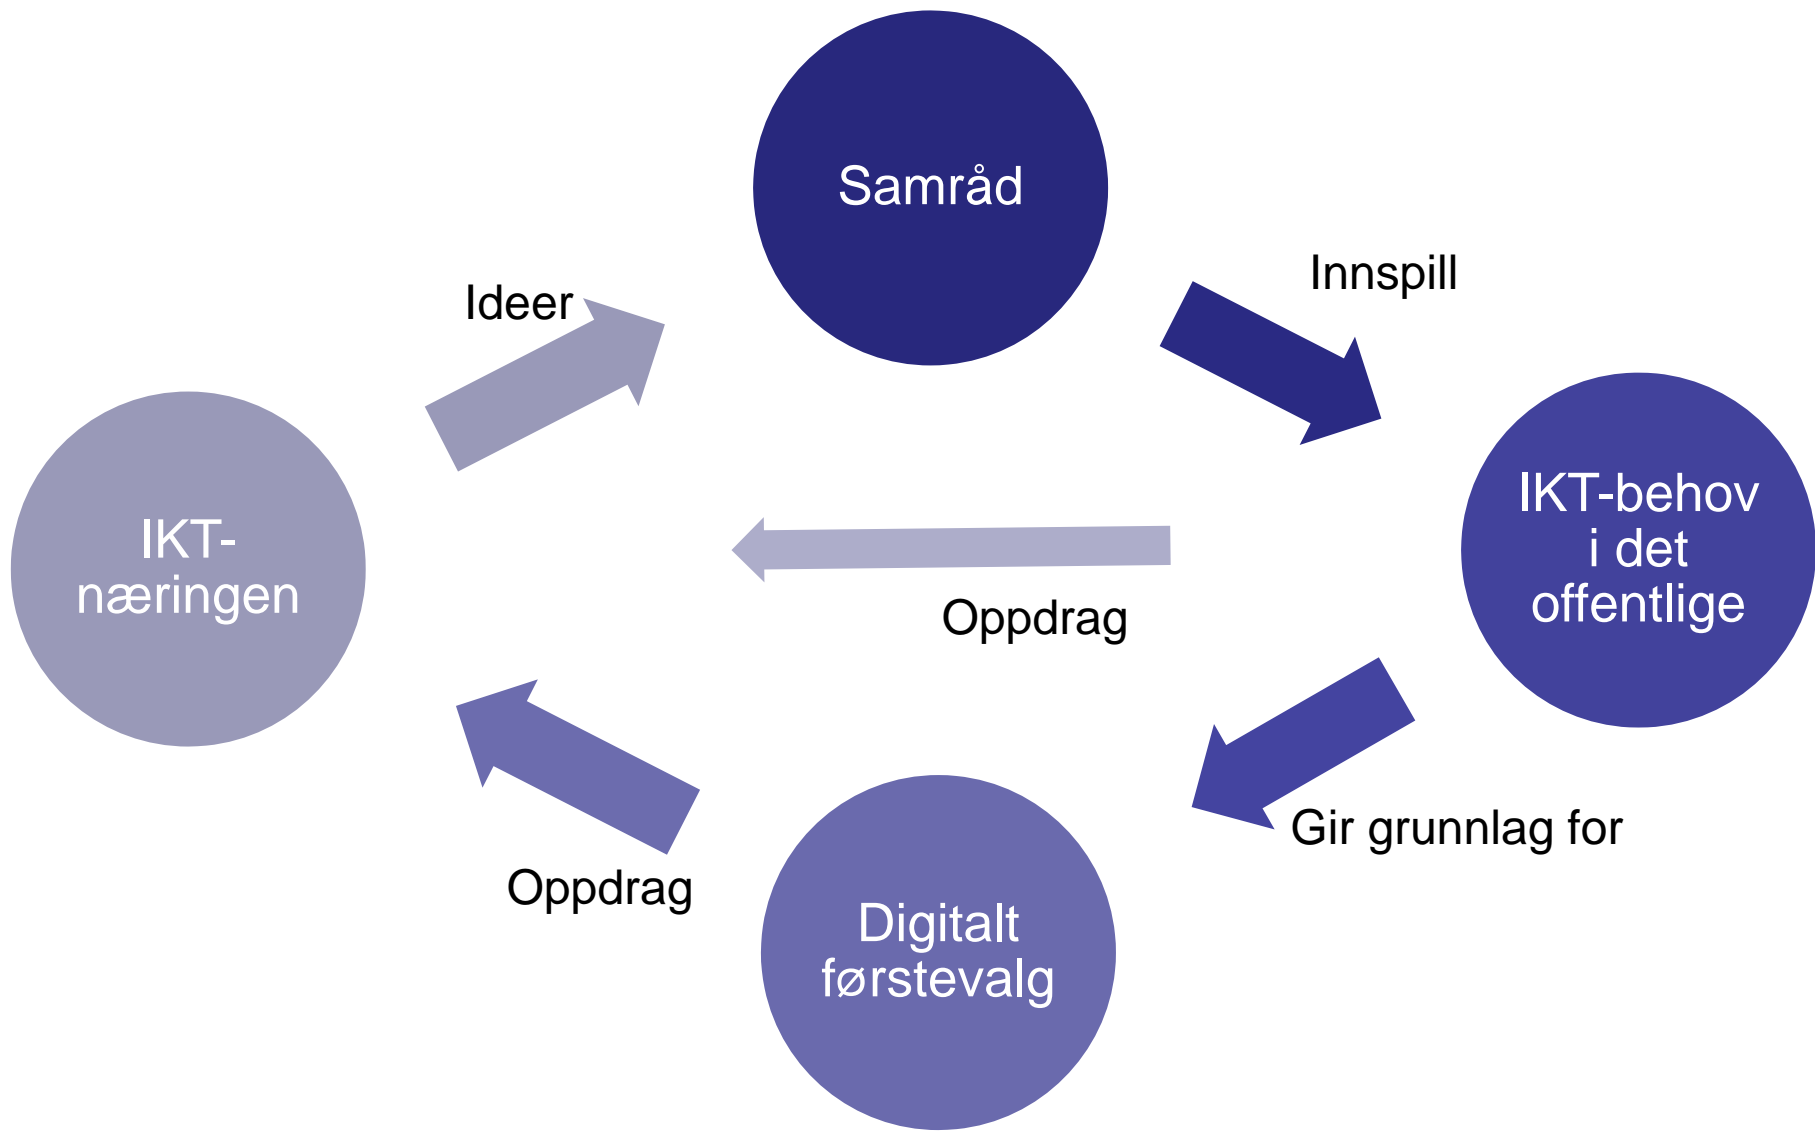 Samråd
Innspill
Ideer
IKT-behov
i det
offentlige
IKT-
næringen
Oppdrag
Gir grunnlag for
Oppdrag
Digitalt
førstevalg